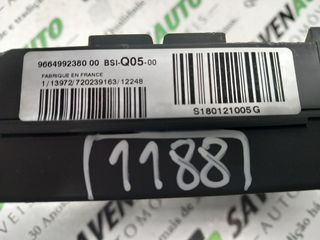 9664992380 00 BSI-Q05-00
FABRIQUE EN FRANCE
1/13972/720239163/12248
S180121005G
1188